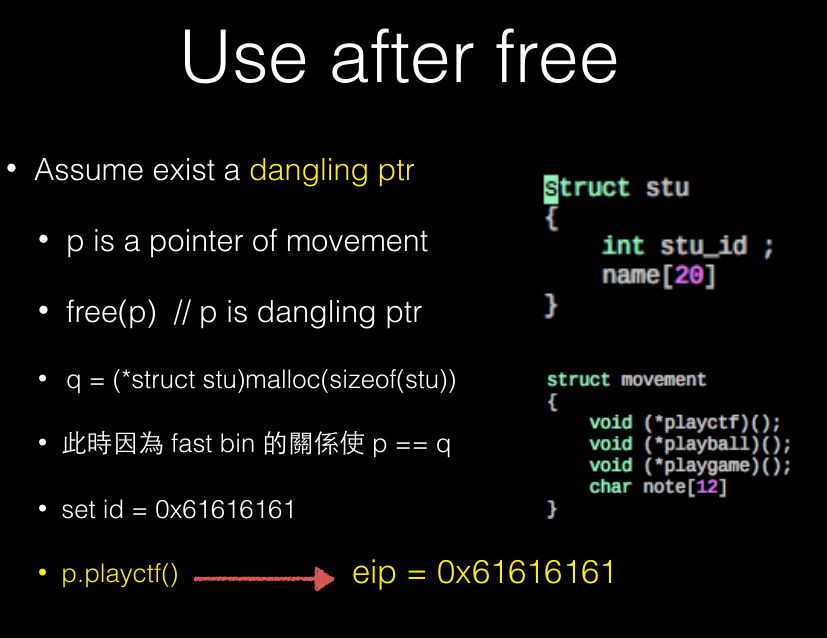 Use after free
• Assume exist a dangling ptr
• p is a pointer of movement
• free(p) // p is dangling ptr
• q = (*struct stu)malloc(sizeof(stu))
• 此時因為 fast bin 的關係使 p == q
• set id = 0x61616161
• p.playctf()
eip = 0x61616161
struct stu
{
int stu_id ;
name[20]
}
struct movement
{
void (*playctf)();
void (*playball)();
void (*playgame)();
char note[12]
}